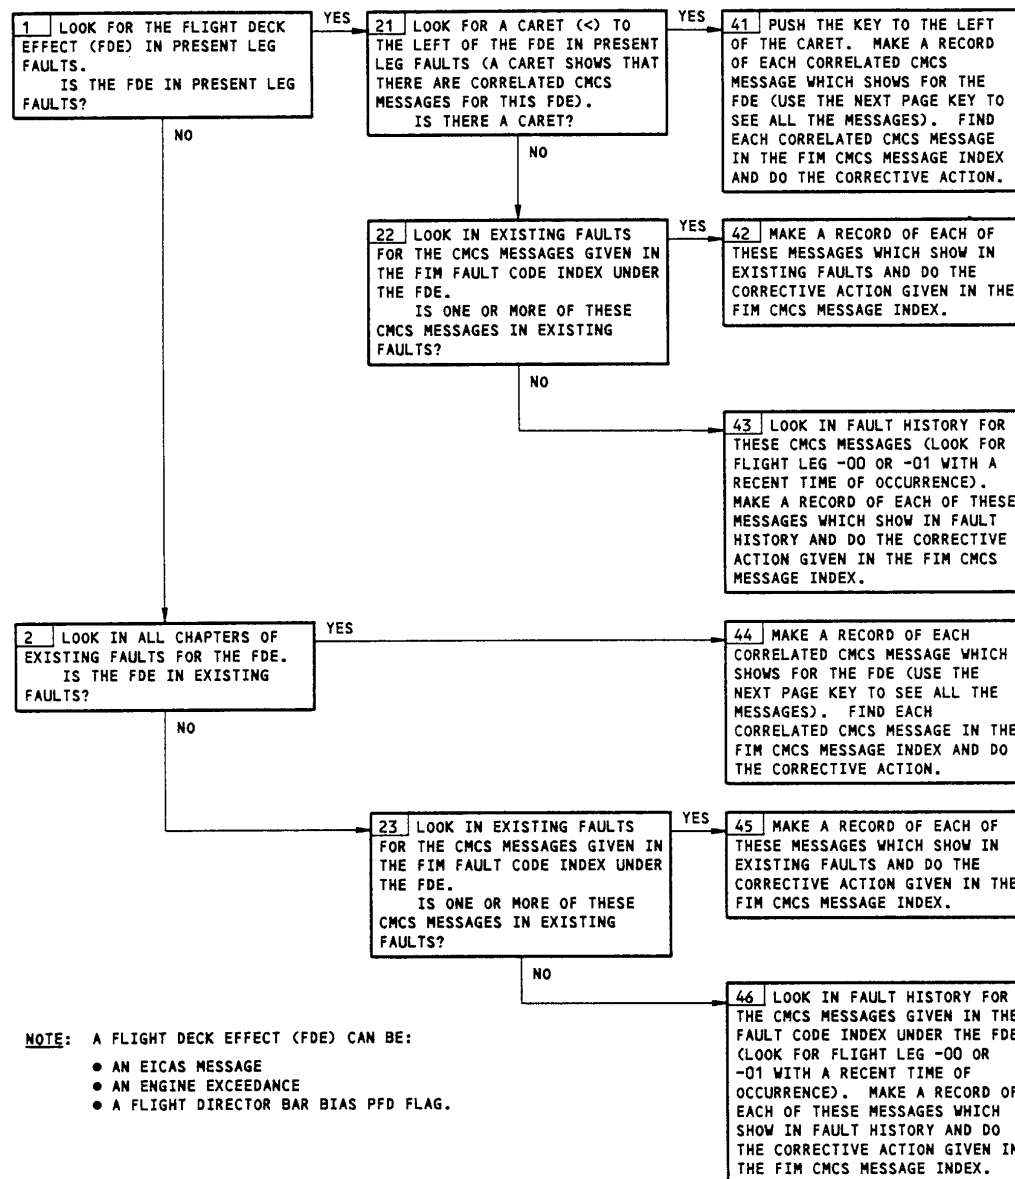 1 LOOK FOR THE FLIGHT DECK
EFFECT (FDE) IN PRESENT LEG
FAULTS.
IS THE FDE IN PRESENT LEG
FAULTS?
YES
NO
21 LOOK FOR A CARET (<) TO
THE LEFT OF THE FDE IN PRESENT
LEG FAULTS (A CARET SHOWS THAT
THERE ARE CORRELATED CMCS
MESSAGES FOR THIS FDE).
IS THERE A CARET?
YES
NO
41 PUSH THE KEY TO THE LEFT
OF THE CARET. MAKE A RECORD
OF EACH CORRELATED CMCS
MESSAGE WHICH SHOWS FOR THE
FDE (USE THE NEXT PAGE KEY TO
SEE ALL THE MESSAGES). FIND
EACH CORRELATED CMCS MESSAGE
IN THE FIM CMCS MESSAGE INDEX
AND DO THE CORRECTIVE ACTION.
22 LOOK IN EXISTING FAULTS
FOR THE CMCS MESSAGES GIVEN IN
THE FIM FAULT CODE INDEX UNDER
THE FDE.
IS ONE OR MORE OF THESE
CMCS MESSAGES IN EXISTING
FAULTS?
YES
NO
42 MAKE A RECORD OF EACH OF
THESE MESSAGES WHICH SHOW IN
EXISTING FAULTS AND DO THE
CORRECTIVE ACTION GIVEN IN THE
FIM CMCS MESSAGE INDEX.
43 LOOK IN FAULT HISTORY FOR
THESE CMCS MESSAGES (LOOK FOR
FLIGHT LEG -00 OR -01 WITH A
RECENT TIME OF OCCURRENCE).
MAKE A RECORD OF EACH OF THESE
MESSAGES WHICH SHOW IN FAULT
HISTORY AND DO THE CORRECTIVE
ACTION GIVEN IN THE FIM CMCS
MESSAGE INDEX.
2 LOOK IN ALL CHAPTERS OF
EXISTING FAULTS FOR THE FDE.
IS THE FDE IN EXISTING
FAULTS?
YES
NO
44 MAKE A RECORD OF EACH
CORRELATED CMCS MESSAGE WHICH
SHOWS FOR THE FDE (USE THE
NEXT PAGE KEY TO SEE ALL THE
MESSAGES). FIND EACH
CORRELATED CMCS MESSAGE IN THE
FIM CMCS MESSAGE INDEX AND DO
THE CORRECTIVE ACTION.
23 LOOK IN EXISTING FAULTS
FOR THE CMCS MESSAGES GIVEN IN
THE FIM FAULT CODE INDEX UNDER
THE FDE.
IS ONE OR MORE OF THESE
CMCS MESSAGES IN EXISTING
FAULTS?
YES
NO
45 MAKE A RECORD OF EACH OF
THESE MESSAGES WHICH SHOW IN
EXISTING FAULTS AND DO THE
CORRECTIVE ACTION GIVEN IN THE
FIM CMCS MESSAGE INDEX.
46 LOOK IN FAULT HISTORY FOR
THE CMCS MESSAGES GIVEN IN THE
FAULT CODE INDEX UNDER THE FDE
(LOOK FOR FLIGHT LEG -00 OR
-01 WITH A RECENT TIME OF
OCCURRENCE). MAKE A RECORD OF
EACH OF THESE MESSAGES WHICH
SHOW IN FAULT HISTORY AND DO
THE CORRECTIVE ACTION GIVEN IN
THE FIM CMCS MESSAGE INDEX.
NOTE: A FLIGHT DECK EFFECT (FDE) CAN BE:
● AN EICAS MESSAGE
● AN ENGINE EXCEEDANCE
● A FLIGHT DIRECTOR BAR BIAS PFD FLAG.